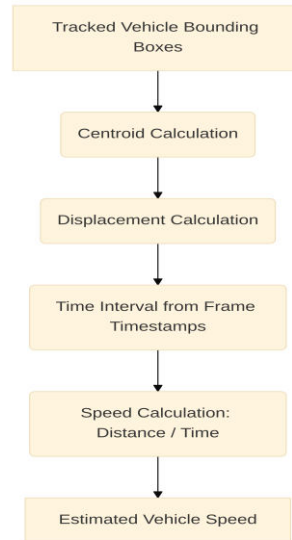 Tracked Vehicle Bounding
Boxes
Centroid Calculation
Displacement Calculation
Time Interval from Frame
Timestamps
Speed Calculation:
Distance / Time
Estimated Vehicle Speed